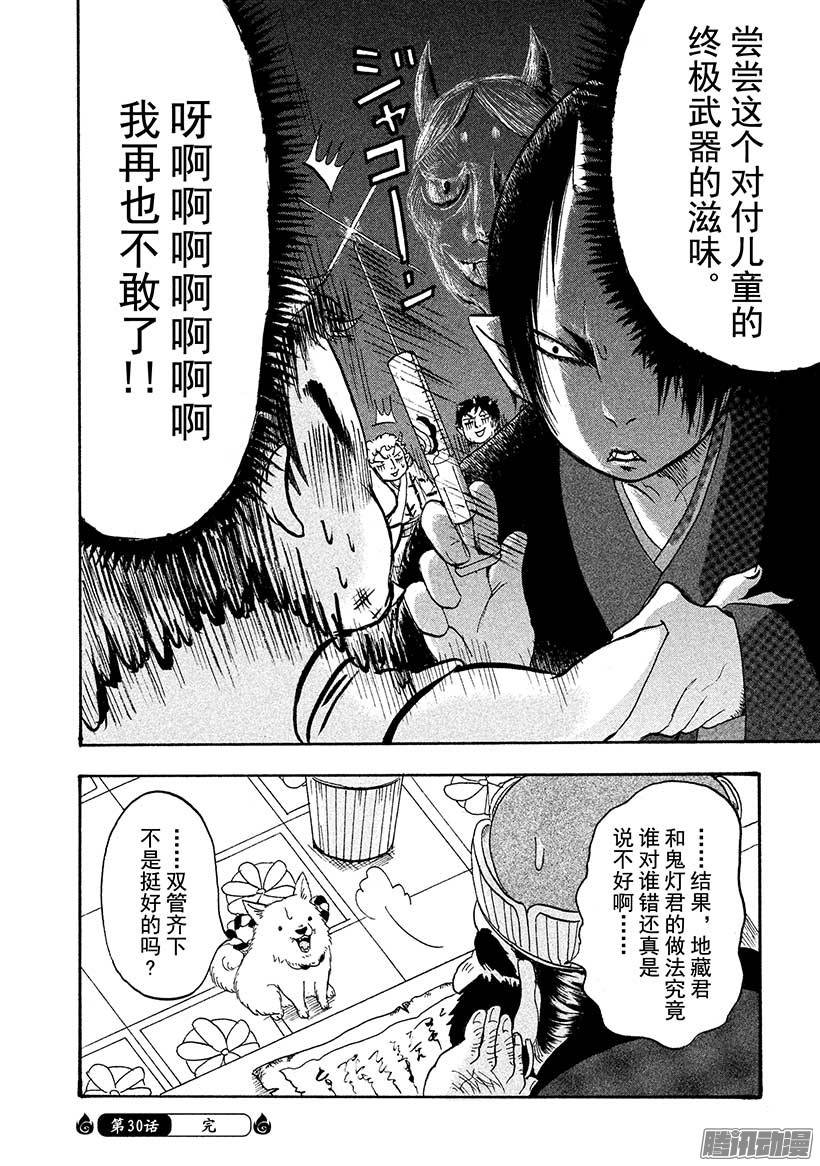 尝尝这个对付儿童的
终极武器的滋味。
ジャコーン
呀啊啊啊啊啊啊啊
我再也不敢了!!
……结果，地藏君
和鬼灯君的做法究竟
谁对谁错还真是
说不好啊……
……双管齐下
不是挺好的吗？
第30话 完
腾讯动漫